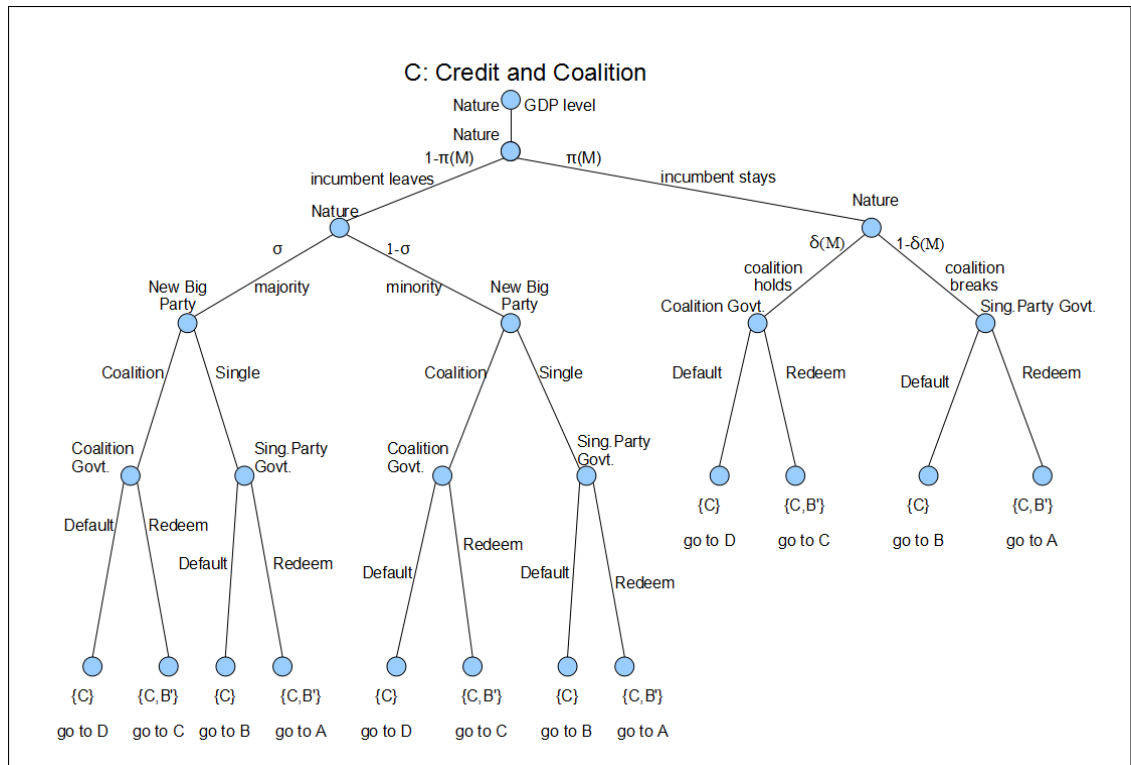 C: Credit and Coalition
Nature
GDP level
Nature
1-π(M)
π(M)
incumbent leaves
incumbent stays
Nature
Nature
σ
1-σ
δ(M)
1-δ(M)
majority
minority
coalition
holds
coalition
breaks
New Big
Party
New Big
Party
Coalition Govt.
Sing.Party Govt.
Coalition
Single
Coalition
Single
Default
Redeem
Default
Redeem
Coalition
Govt.
Sing.Party
Govt.
Coalition
Govt.
Sing.Party
Govt.
{C}
{C,B'}
{C}
{C,B'}
go to D
go to C
go to B
go to A
Default
Redeem
Default
Redeem
Default
Redeem
Default
Redeem
{C}
{C,B'}
{C}
{C,B'}
{C}
{C,B'}
{C}
{C,B'}
go to D
go to C
go to B
go to A
go to D
go to C
go to B
go to A